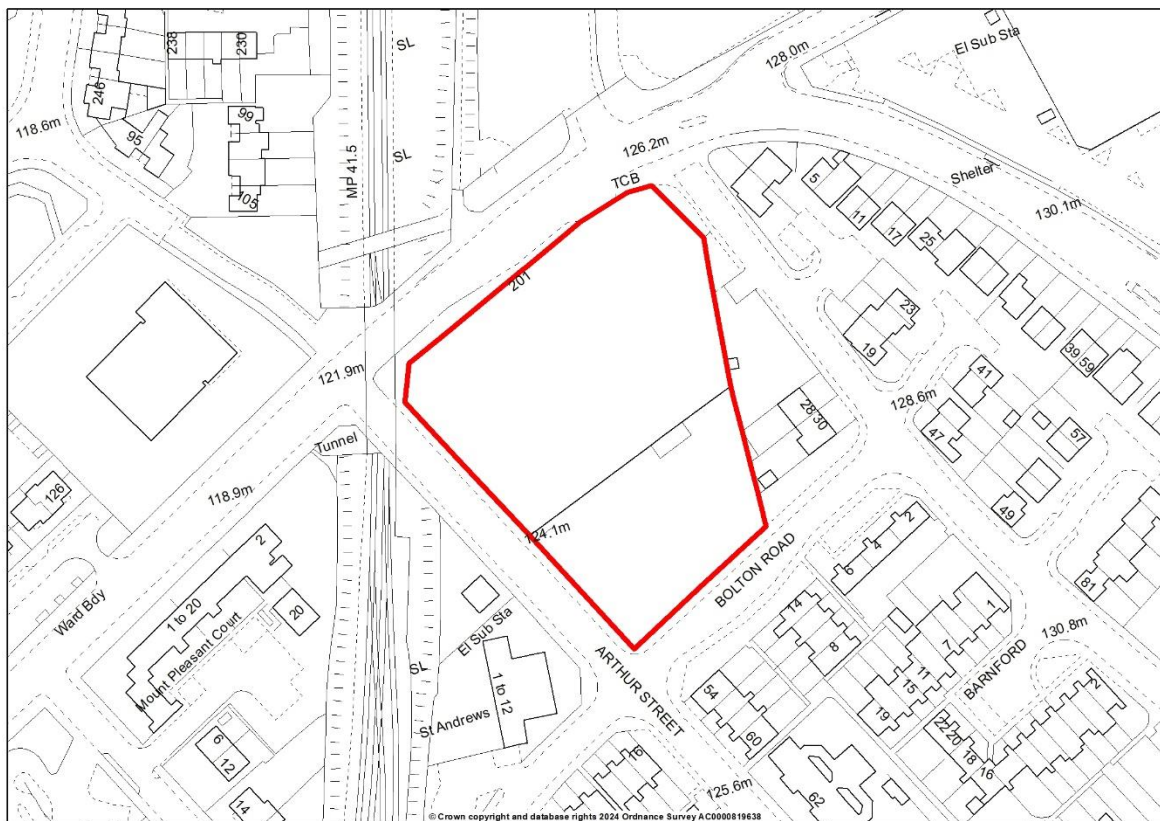 238
230
246
95
99
105
118.6m
SL
SL
MP 41.5
128.0m
El Sub Sta
126.2m
TCB
Shelter
130.1m
5
11
17
25
201
23
19
39
59
41
47
57
49
128.6m
121.9m
Tunnel
118.9m
126
28
30
124.1m
2
1 to 20
20
Mount Pleasant Court
Ward Bdy
El Sub Sta
SL
BOLTON ROAD
ARTHUR STREET
2
4
6
14
8
1
7
11
15
19
BARNFORD
130.8m
81
2
22
20
18
16
1 to 12
St Andrews
54
60
62
16
125.6m
6
12
14
© Crown copyright and database rights 2024 Ordnance Survey AC0000819638